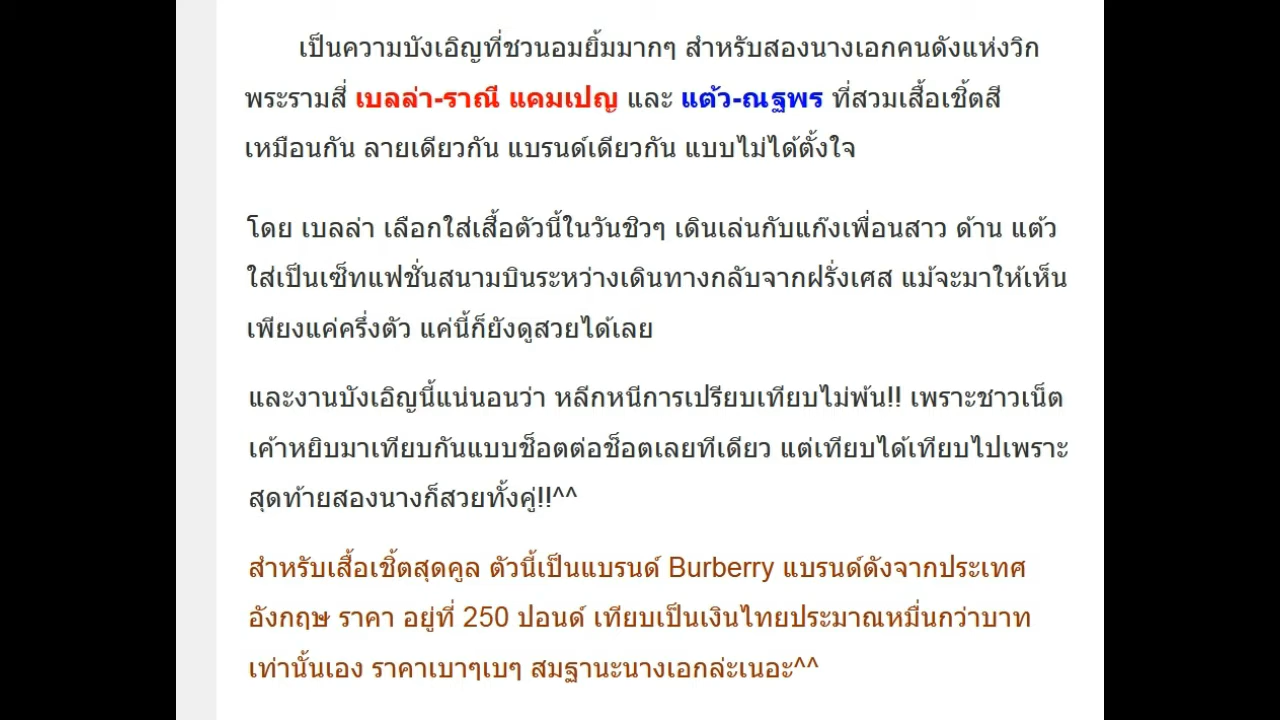 เป็นความบังเอิญที่ชวนอมยิ้มมากๆ สำหรับสองนางเอกคนดังแห่งวิก
พระรามสี่ เบลล่า-ราณี แคมเปญ และ แต้ว-ณฐพร ที่สวมเสื้อเชิ้ตสี
เหมือนกัน ลายเดียวกัน แบรนด์เดียวกัน แบบไม่ได้ตั้งใจ
โดย เบลล่า เลือกใส่เสื้อตัวนี้ในวันชิวๆ เดินเล่นกับแก๊งเพื่อนสาว ด้าน แต้ว
ใส่เป็นเซ็ทแฟชั่นสนามบินระหว่างเดินทางกลับจากฝรั่งเศส แม้จะมาให้เห็น
เพียงแค่ครึ่งตัว แค่นี้ก็ยังดูสวยได้เลย
และงานบังเอิญนี้แน่นอนว่า หลีกหนีการเปรียบเทียบไม่พ้น!! เพราะชาวเน็ต
เค้าหยิบมาเทียบกันแบบช็อตต่อช็อตเลยทีเดียว แต่เทียบได้เทียบไปเพราะ
สุดท้ายสองนางก็สวยทั้งคู่!!^^
สำหรับเสื้อเชิ้ตสุดคูล ตัวนี้เป็นแบรนด์ Burberry แบรนด์ดังจากประเทศ
อังกฤษ ราคา อยู่ที่ 250 ปอนด์ เทียบเป็นเงินไทยประมาณหมื่นกว่าบาท
เท่านั้นเอง ราคาเบาๆเบๆ สมฐานะนางเอกล่ะเนอะ^^